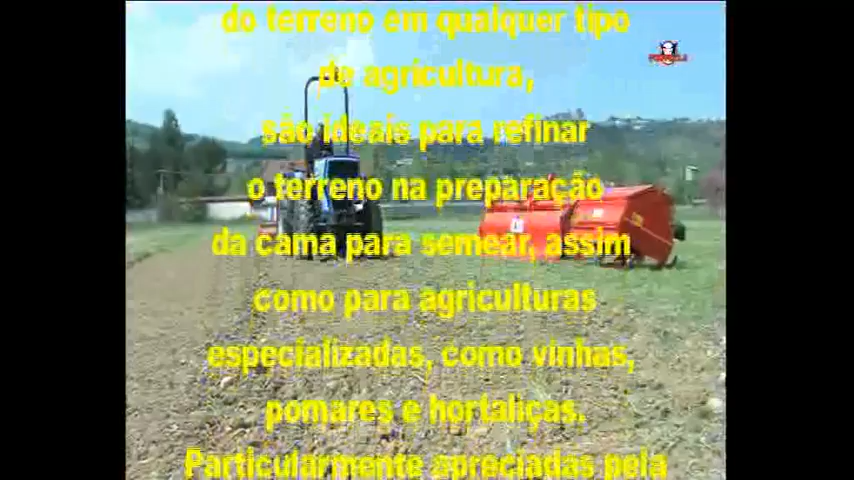 do terreno em qualquer tipo
de agricultura,
são ideais para refinar
o terreno na preparação
da cama para semear, assim
como para agriculturas
especializadas, como vinhas,
pomares e hortaliças.
Particularmente apreciadas pela